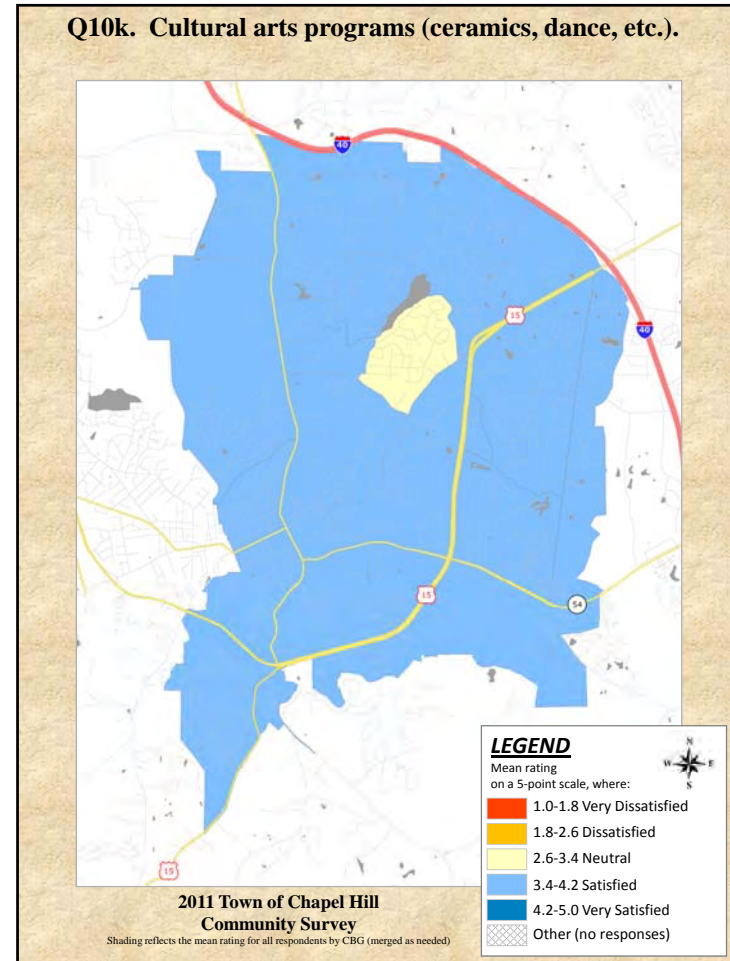 Q10k. Cultural arts programs (ceramics, dance, etc.).
40
15
40
15
54
15
LEGEND
Mean rating
on a 5-point scale, where:
N
W E
S
1.0-1.8 Very Dissatisfied
1.8-2.6 Dissatisfied
2.6-3.4 Neutral
3.4-4.2 Satisfied
4.2-5.0 Very Satisfied
Other (no responses)
2011 Town of Chapel Hill
Community Survey
Shading reflects the mean rating for all respondents by CBG (merged as needed)